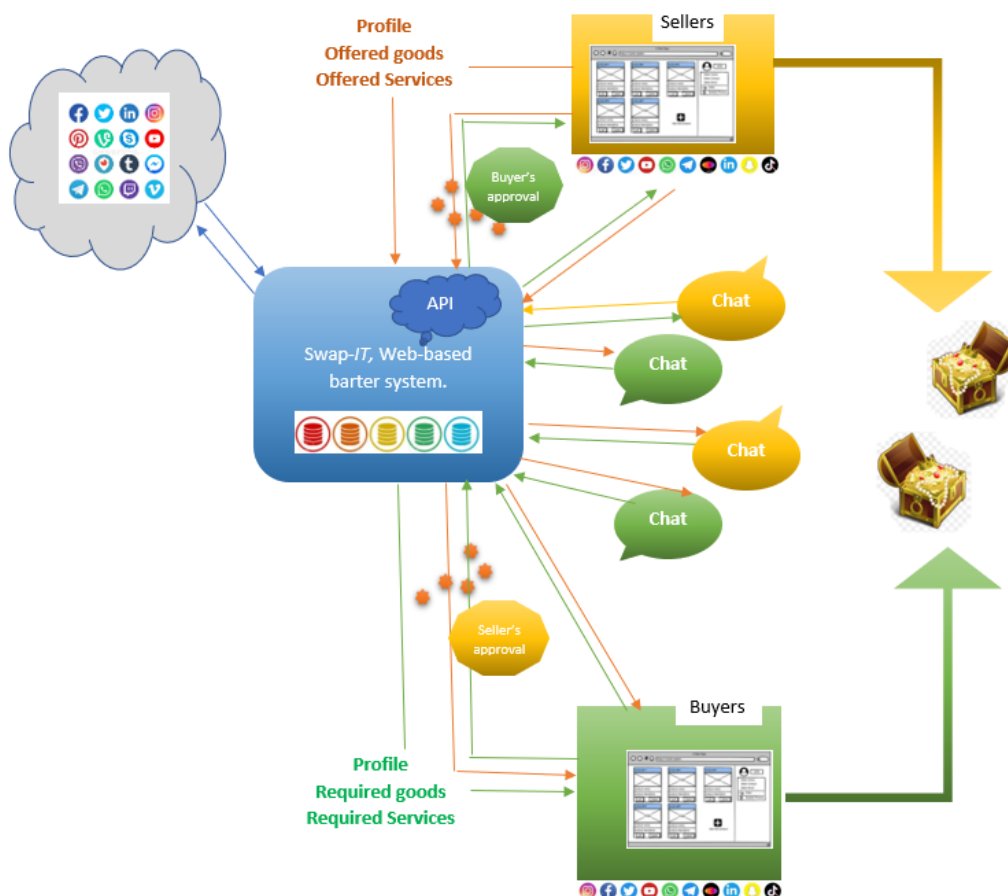 Sellers
Profile
Offered goods
Offered Services
Buyer's
approval
API
Swap-IT, Web-based
barter system.
Chat
Chat
Chat
Chat
Seller's
approval
Buyers
Profile
Required goods
Required Services